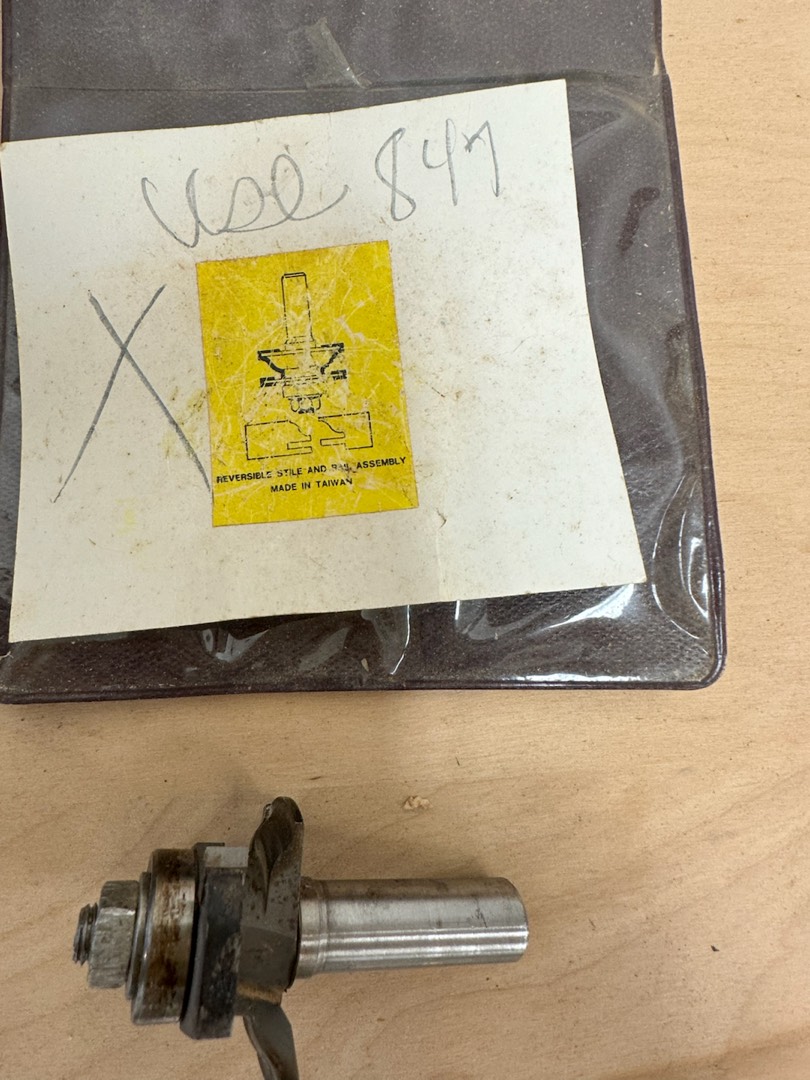 Use 847
X
REVERSIBLE STILE AND RAIL ASSEMBLY
MADE IN TAIWAN